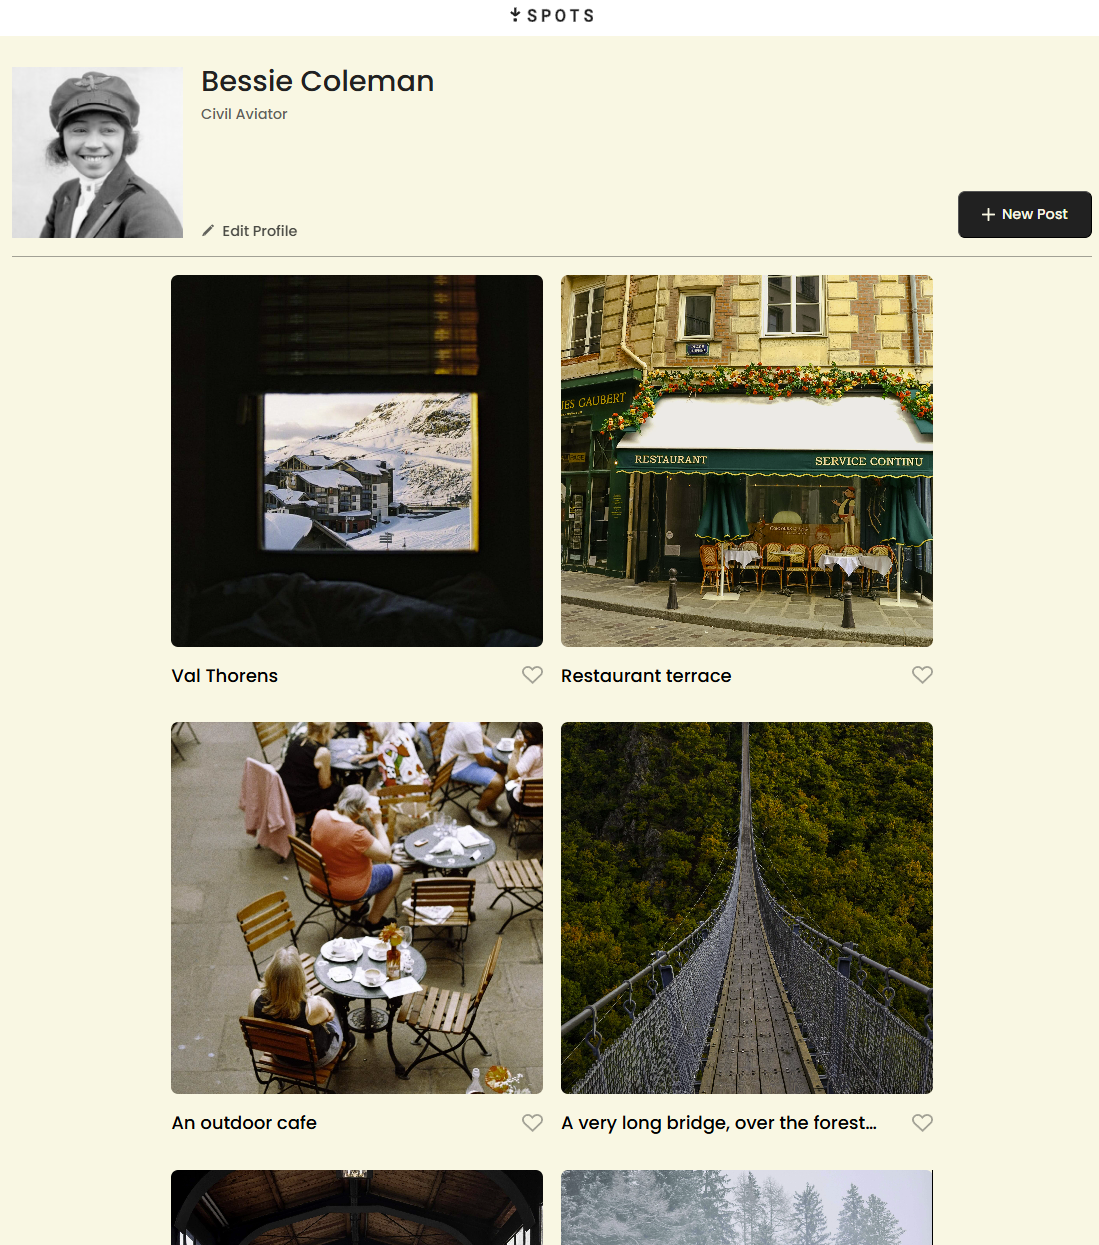 SPOTS
Bessie Coleman
Civil Aviator
Edit Profile
New Post
IES GAUBERT
RESTAURANT
SERVICE CONTINU
Val Thorens
Restaurant terrace
An outdoor cafe
A very long bridge, over the forest...